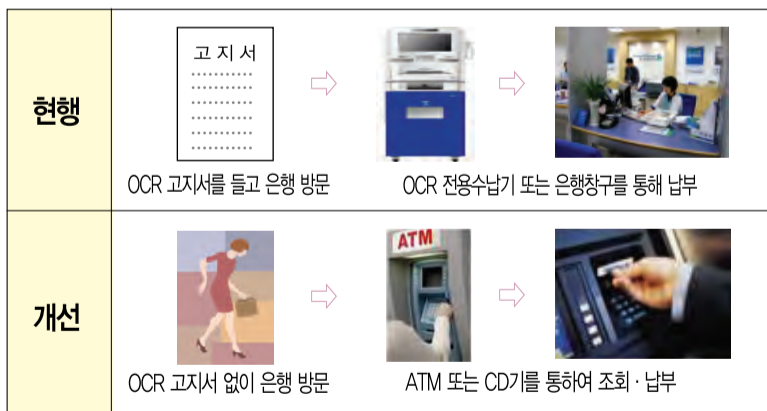 현행
고 지 서
OCR 고지서를 들고 은행 방문
OCR 전용수납기 또는 은행창구를 통해 납부
개선
ATM
OCR 고지서 없이 은행 방문
ATM 또는 CD기를 통하여 조회 · 납부